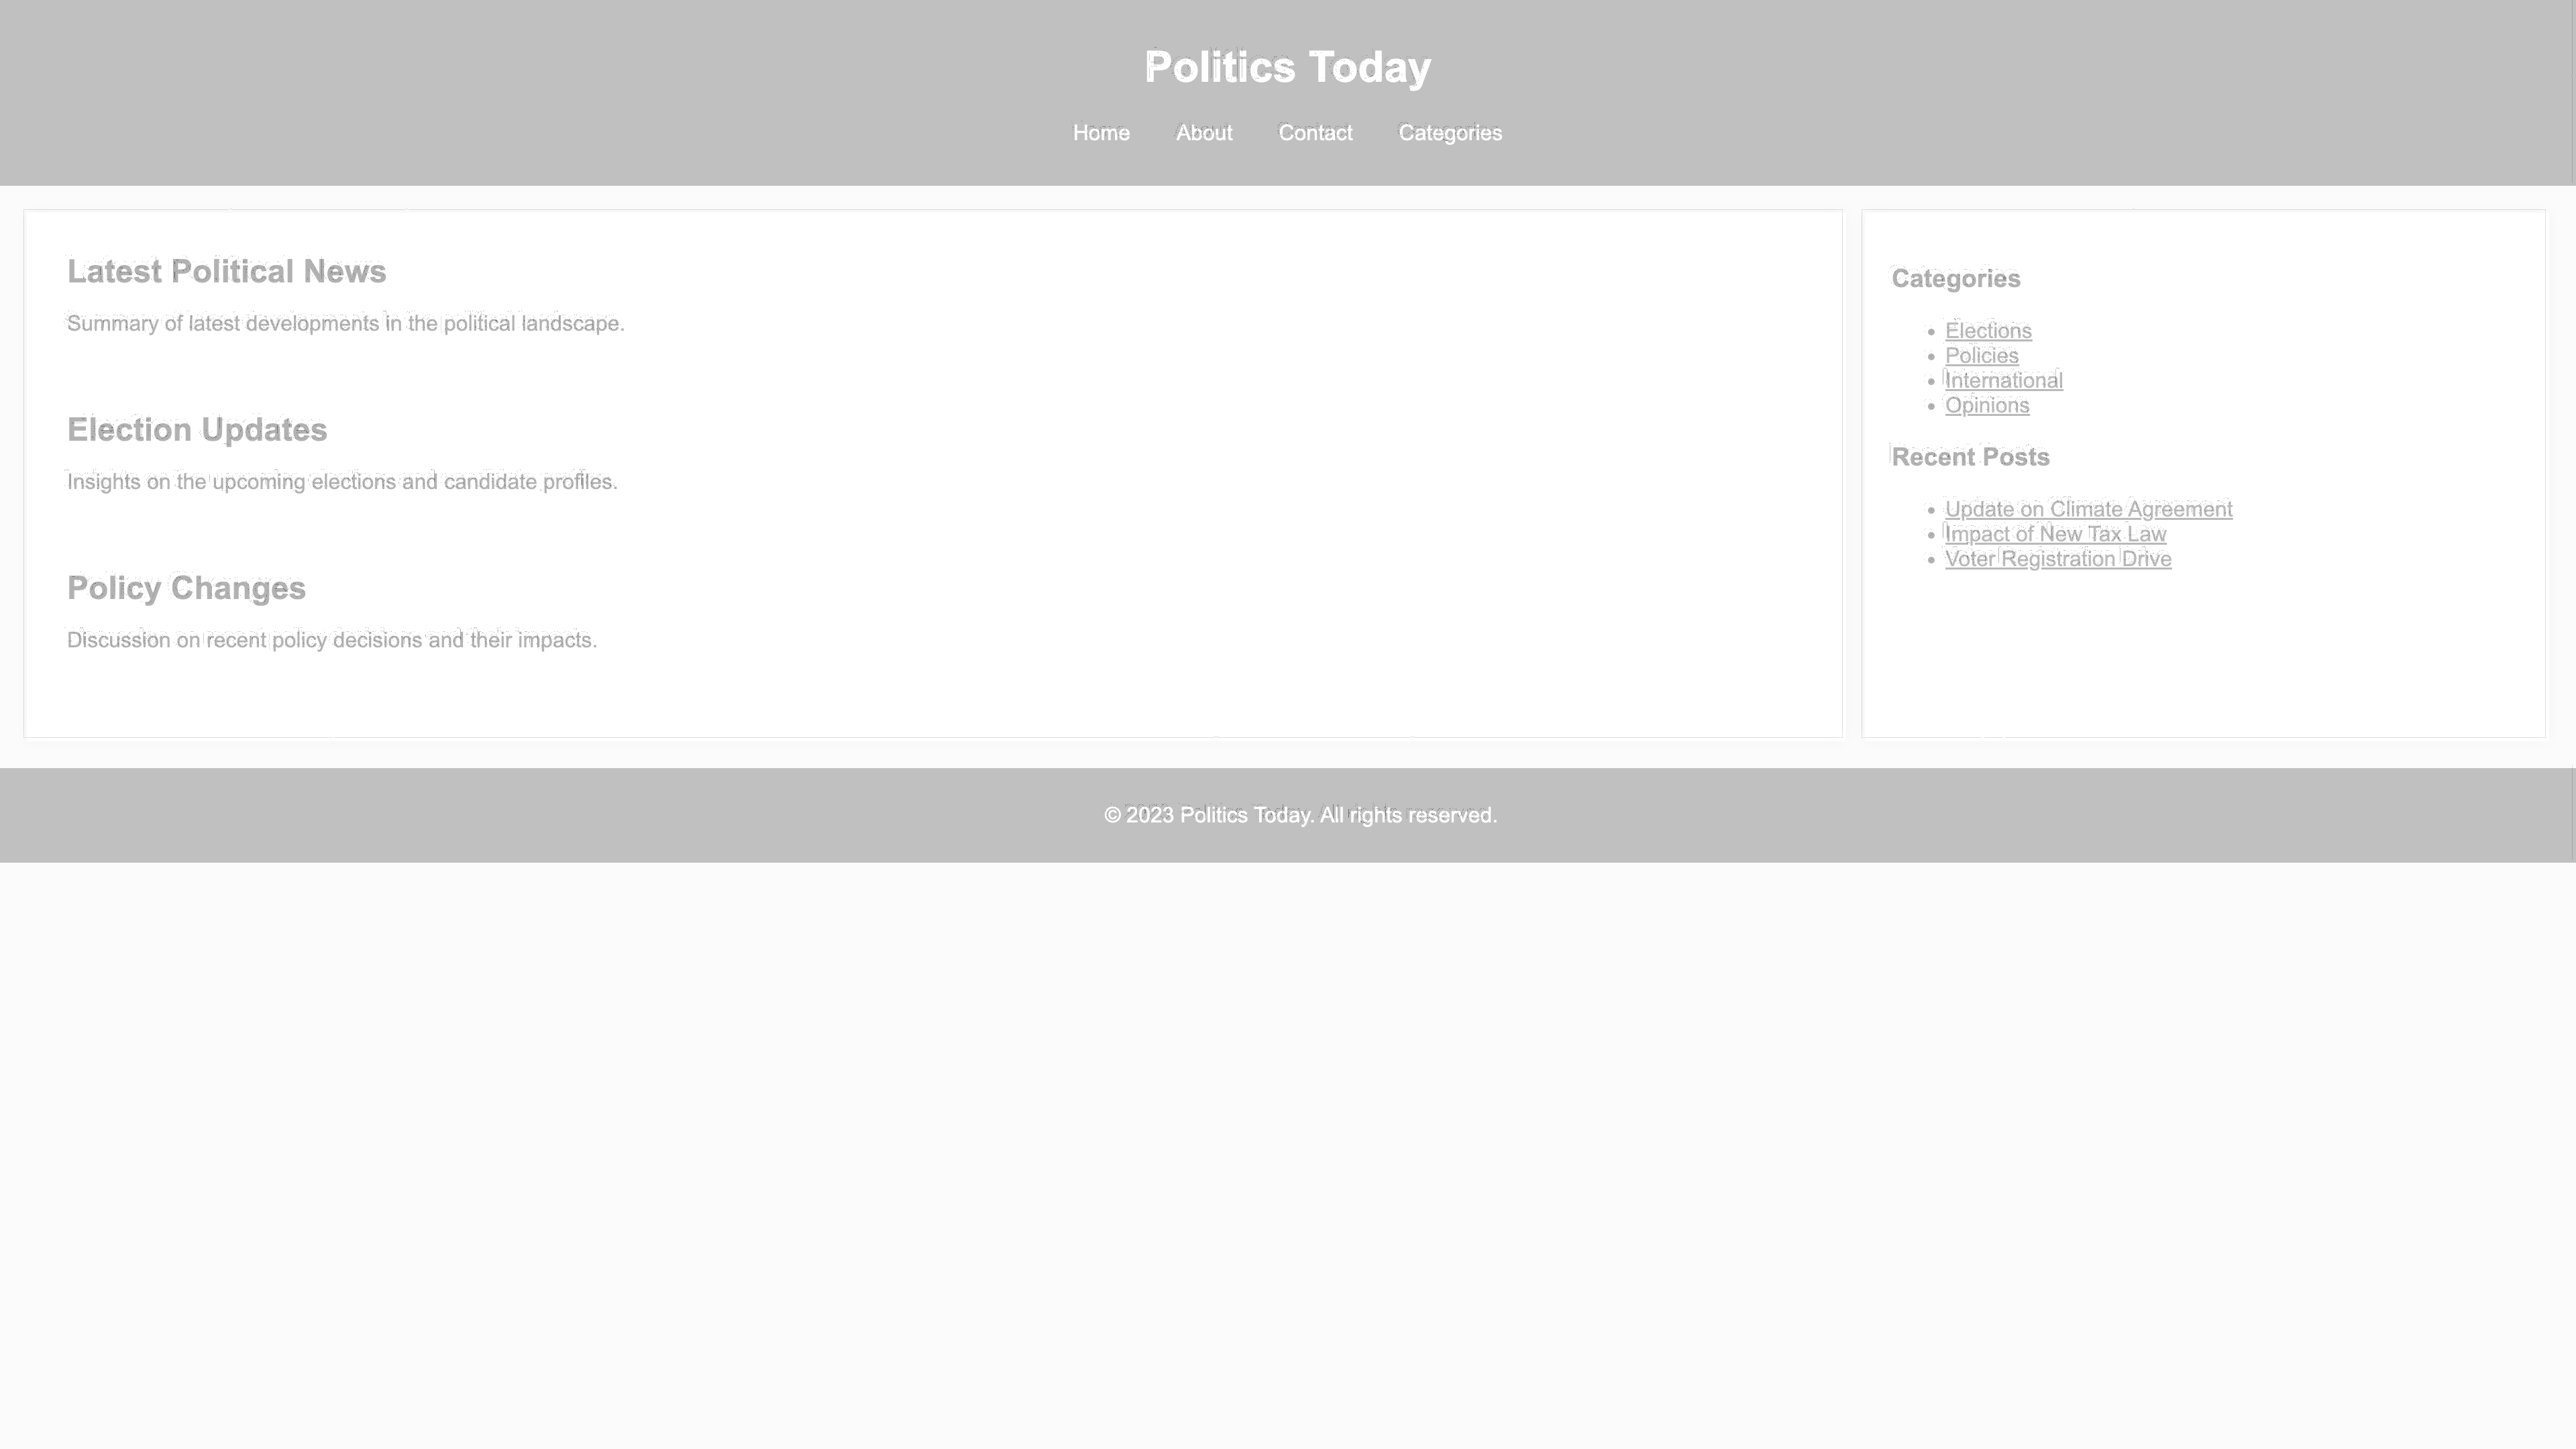 Politics Today
Home About Contact Categories
Latest Political News
Summary of latest developments in the political landscape.
Election Updates
Insights on the upcoming elections and candidate profiles.
Policy Changes
Discussion on recent policy decisions and their impacts.
Categories
Elections
Policies
International
Opinions
Recent Posts
Update on Climate Agreement
Impact of New Tax Law
Voter Registration Drive
© 2023 Politics Today. All rights reserved.